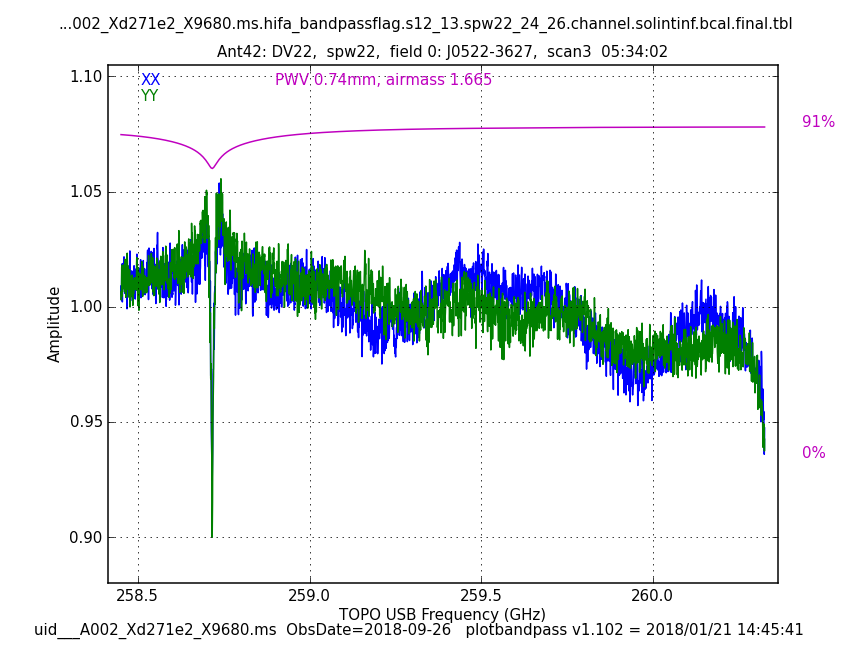 ...002_Xd271e2_X9680.ms.hifa_bandpassflag.s12_13.spw22_24_26.channel.solintinf.bcal.final.tbl
Ant42: DV22,  spw22,  field 0: J0522-3627,  scan3  05:34:02
1.10
XX
PWV 0.74mm, airmass 1.665
YY
91%
1.05
1.00
Amplitude
0.95
0%
0.90
258.5 259.0 259.5 260.0
TOPO USB Frequency (GHz)
uid___A002_Xd271e2_X9680.ms  ObsDate=2018-09-26   plotbandpass v1.102 = 2018/01/21 14:45:41